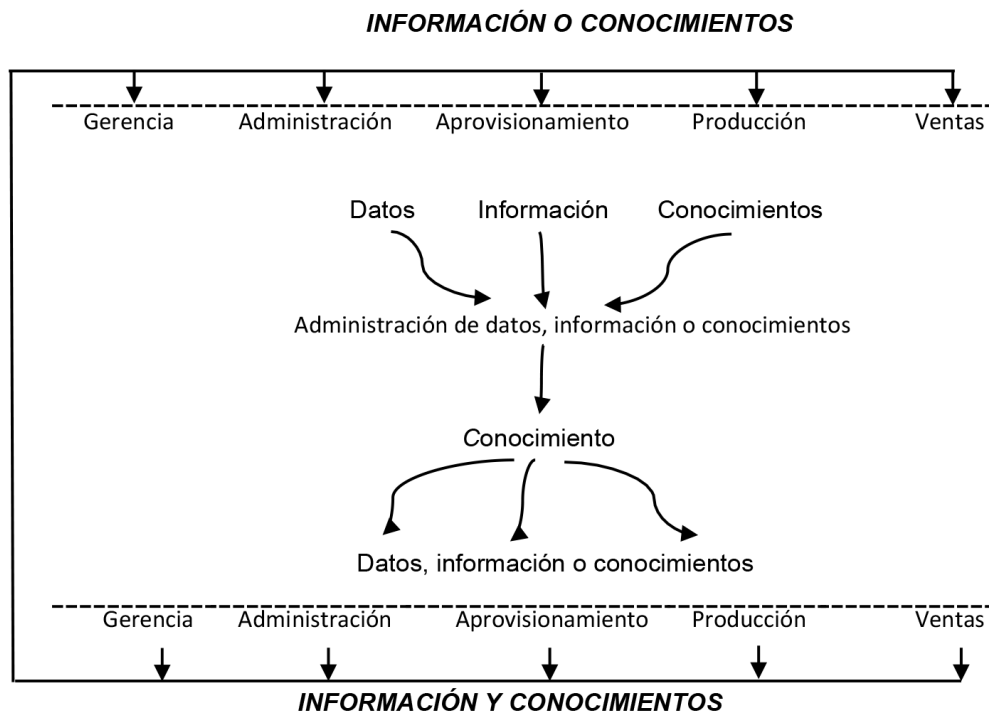 INFORMACIÓN O CONOCIMIENTOS
Gerencia Administración Aprovisionamiento Producción Ventas
Datos Información Conocimientos
Administración de datos, información o conocimientos
Conocimiento
Datos, información o conocimientos
Gerencia Administración Aprovisionamiento Producción Ventas
INFORMACIÓN Y CONOCIMIENTOS